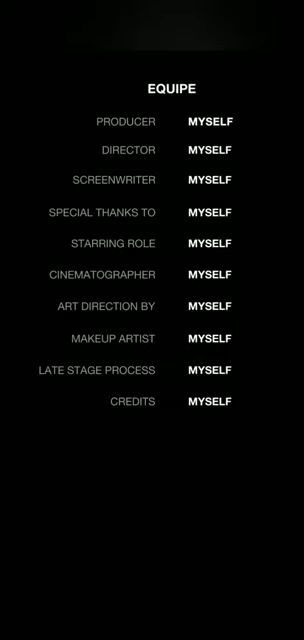 EQUIPE
PRODUCER MYSELF
DIRECTOR MYSELF
SCREENWRITER MYSELF
SPECIAL THANKS TO MYSELF
STARRING ROLE MYSELF
CINEMATOGRAPHER MYSELF
ART DIRECTION BY MYSELF
MAKEUP ARTIST MYSELF
LATE STAGE PROCESS MYSELF
CREDITS MYSELF